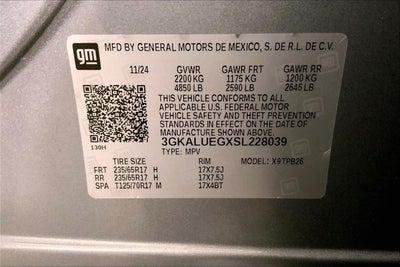 gm
MFD BY GENERAL MOTORS DE MEXICO, S. DE R.L. DE C.V.
11/24 GVWR GAWR FRT GAWR RR
2200 KG 1175 KG 1200 KG
4850 LB 2590 LB 2645 LB
THIS VEHICLE CONFORMS TO ALL
APPLICABLE U.S. FEDERAL MOTOR
VEHICLE SAFETY AND THEFT PREVENTION
STANDARDS IN EFFECT ON THE DATE OF
MANUFACTURE SHOWN ABOVE.
130H 3GKALUEGXSL228039
TYPE: MPV
TIRE SIZE RIM MODEL: X9TPB26
FRT 235/65R17 H 17X7.5J
RR 235/65R17 H 17X7.5J
SPA T125/70R17 M 17X4BT